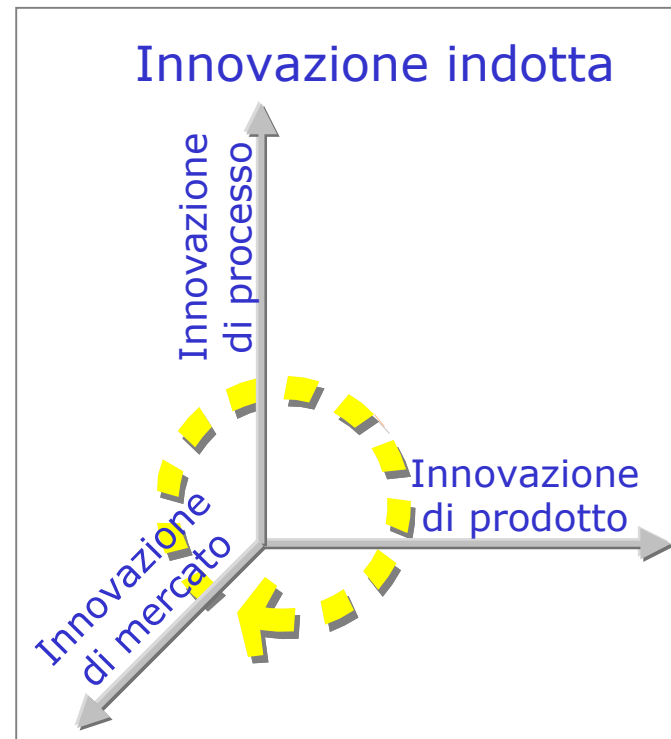 Innovazione indotta
Innovazione
di processo
Innovazione
di prodotto
Innovazione
di mercato